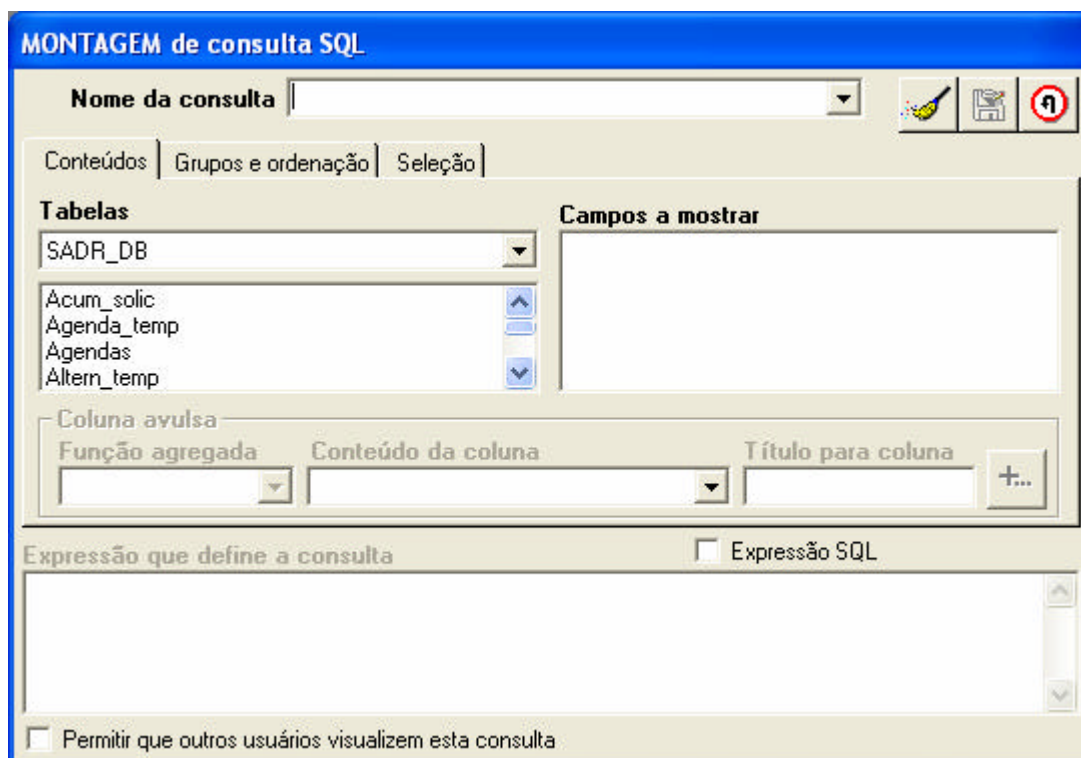 MONTAGEM de consulta SQL
Nome da consulta
Conteúdos Grupos e ordenação Seleção
Tabelas
Campos a mostrar
SADR_DB
Acum_solic
Agenda_temp
Agendas
Altern_temp
Coluna avulsa
Função agregada Conteúdo da coluna Título para coluna
+...
Expressão que define a consulta Expressão SQL
Permitir que outros usuários visualizem esta consulta